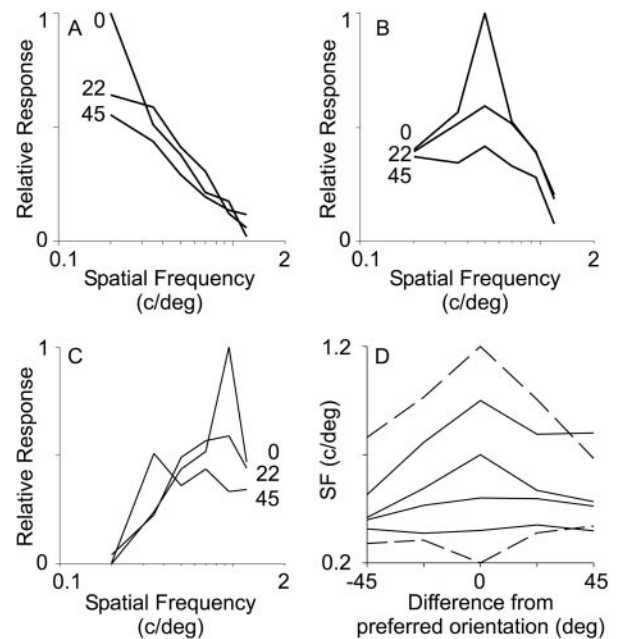 A
1
0
22
45
Relative Response
0
0.1
2
Spatial Frequency
(c/deg)
B
1
0
22
45
Relative Response
0
0.1
2
Spatial Frequency
(c/deg)
C
1
0
22
45
Relative Response
0
0.1
2
Spatial Frequency
(c/deg)
D
1.2
SF (c/deg)
0.2
-45
0
45
Difference from
preferred orientation (deg)